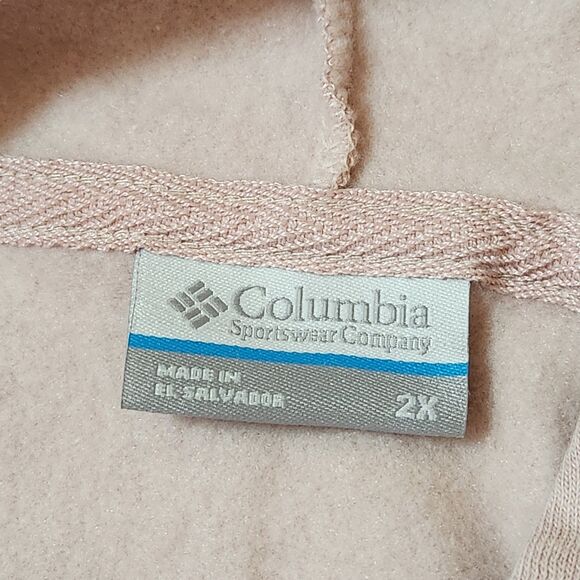 Columbia
Sportswear Company
MADE IN
EL SALVADOR
2X